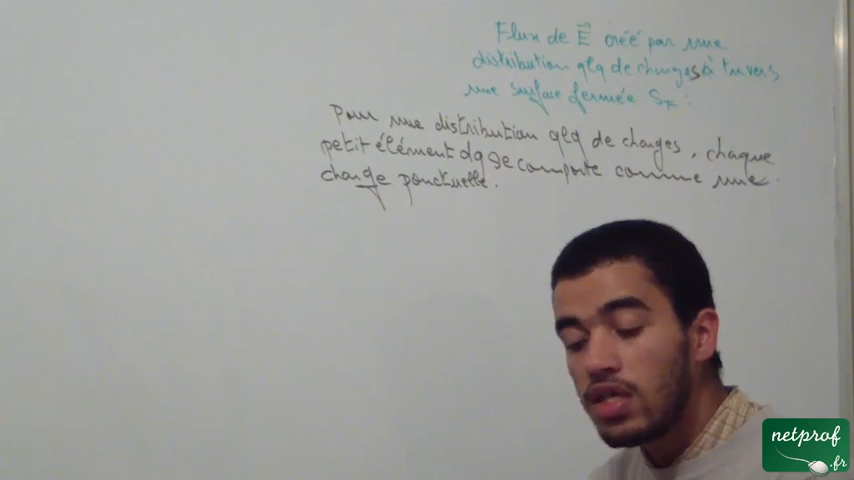 Flux de E⃗ créé par une
distribution qlq de charges à travers
une surface fermée SF :
Pour une distribution qlq de charges, chaque
petit élément dq se comporte comme une
charge ponctuelle.
netprof
.fr